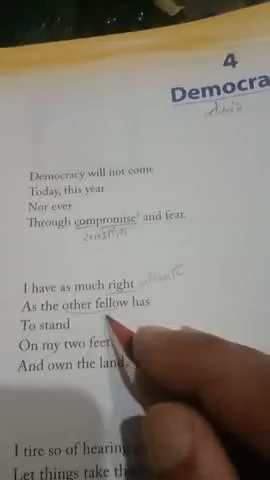 4
Democra
Democracy will not come
Today, this year
Nor ever
Through compromise and fear.
I have as much right
As the other fellow has
To stand
On my two feet
And own the land.
I tire so of hearing
Let things take